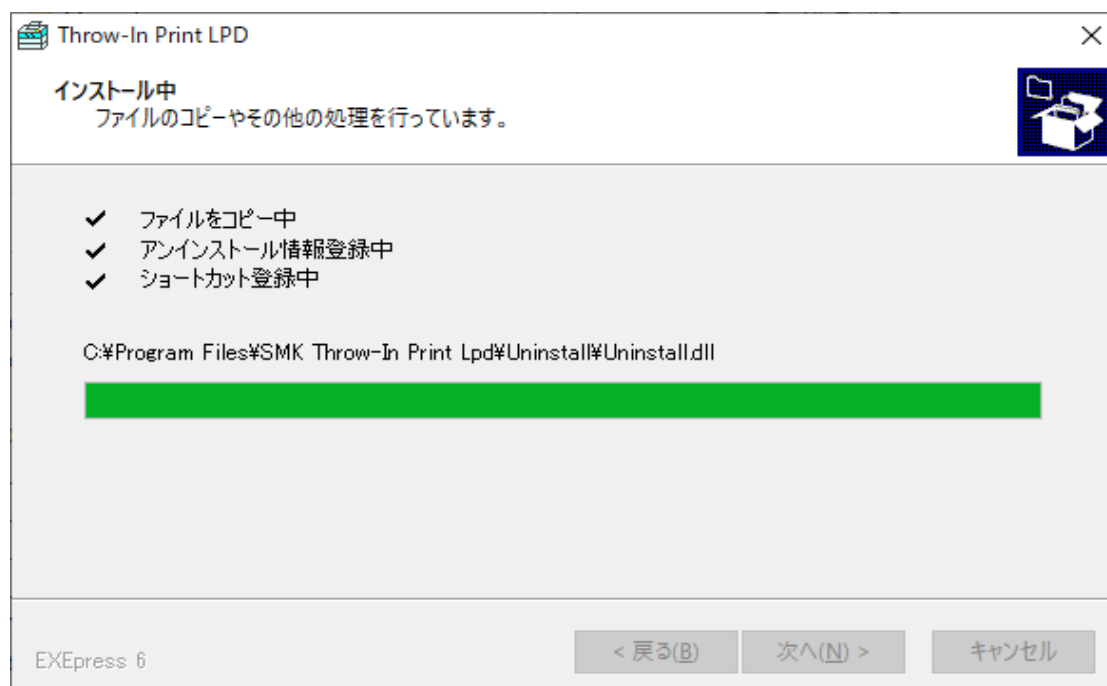 Throw-In Print LPD
インストール中
ファイルのコピーやその他の処理を行っています。
ファイルをコピー中
アンインストール情報登録中
ショートカット登録中
C:¥Program Files¥SMK Throw-In Print Lpd¥Uninstall¥Uninstall.dll
EXEpress 6
< 戻る(B)
次へ(N) >
キャンセル